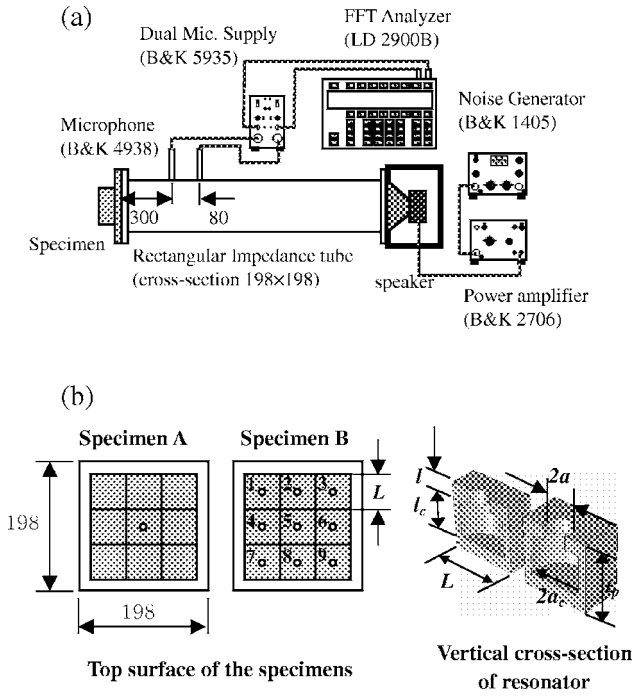 (a)
Dual Mic. Supply
(B&K 5935)
FFT Analyzer
(LD 2900B)
Noise Generator
(B&K 1405)
Microphone
(B&K 4938)
300
80
Specimen
Rectangular Impedance tube
(cross-section 198×198)
speaker
Power amplifier
(B&K 2706)
(b)
Specimen A
Specimen B
198
198
1 2 3
4 5 6
7 8 9
L
l
l_c
2a
L
2a_c
Top surface of the specimens
Vertical cross-section
of resonator